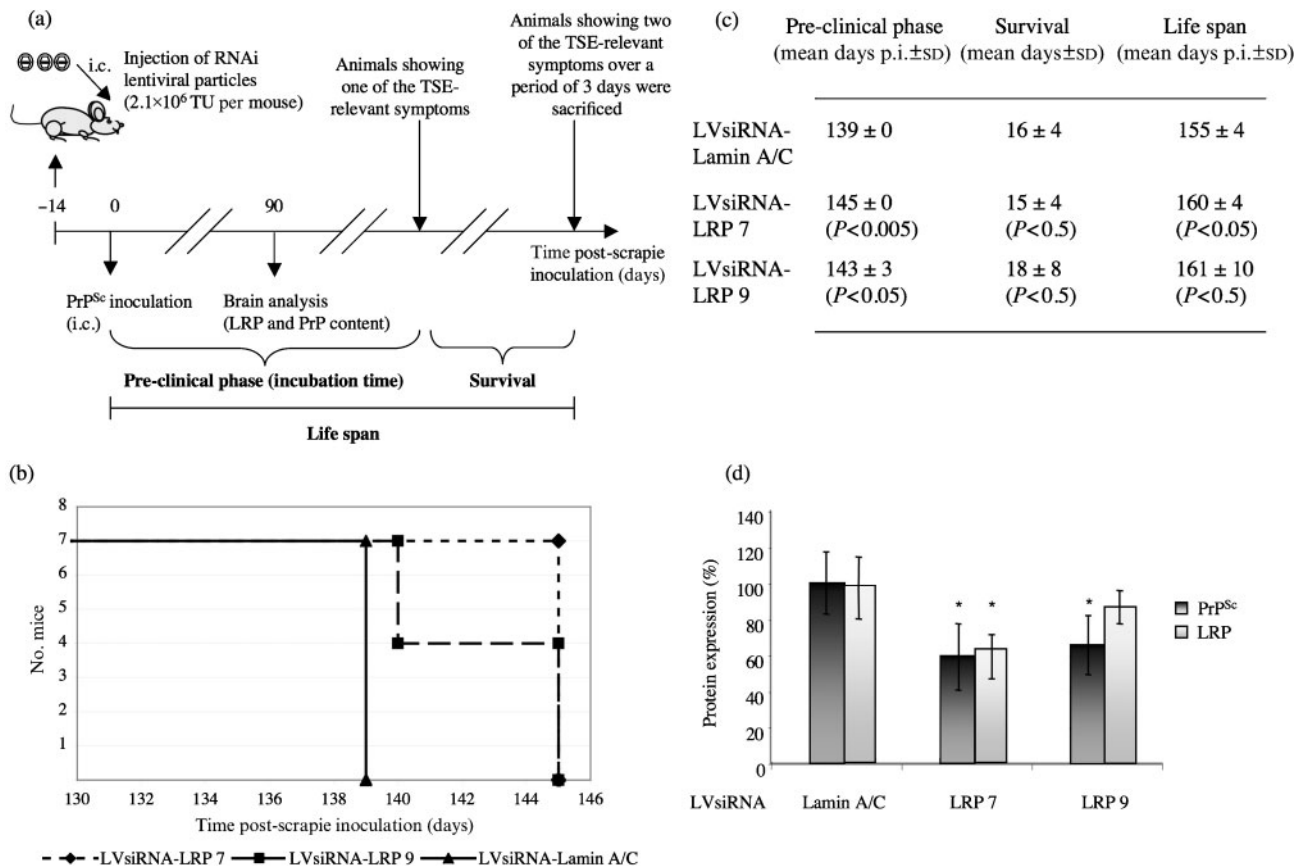 (a)
i.c.
Injection of RNAi
lentiviral particles
(2.1×10⁶ TU per mouse)
Animals showing
one of the TSE-
relevant symptoms
Animals showing two
of the TSE-relevant
symptoms over a
period of 3 days were
sacrificed
−14
0
90
Time post-scrapie
inoculation (days)
PrPSc inoculation
(i.c.)
Brain analysis
(LRP and PrP content)
Pre-clinical phase (incubation time)
Survival
Life span
(c)
Pre-clinical phase Survival Life span
(mean days p.i.±SD) (mean days±SD) (mean days p.i.±SD)
LVsiRNA- 139 ± 0 16 ± 4 155 ± 4
Lamin A/C
LVsiRNA- 145 ± 0 15 ± 4 160 ± 4
LRP 7 (P<0.005) (P<0.5) (P<0.05)
LVsiRNA- 143 ± 3 18 ± 8 161 ± 10
LRP 9 (P<0.05) (P<0.5) (P<0.5)
(b)
No. mice
8
7
6
5
4
3
2
1
130 132 134 136 138 140 142 144 146
Time post-scrapie inoculation (days)
LVsiRNA-LRP 7 LVsiRNA-LRP 9 LVsiRNA-Lamin A/C
(d)
Protein expression (%)
140
120
100
80
60
40
20
0
* * *
PrPSc
LRP
LVsiRNA Lamin A/C LRP 7 LRP 9